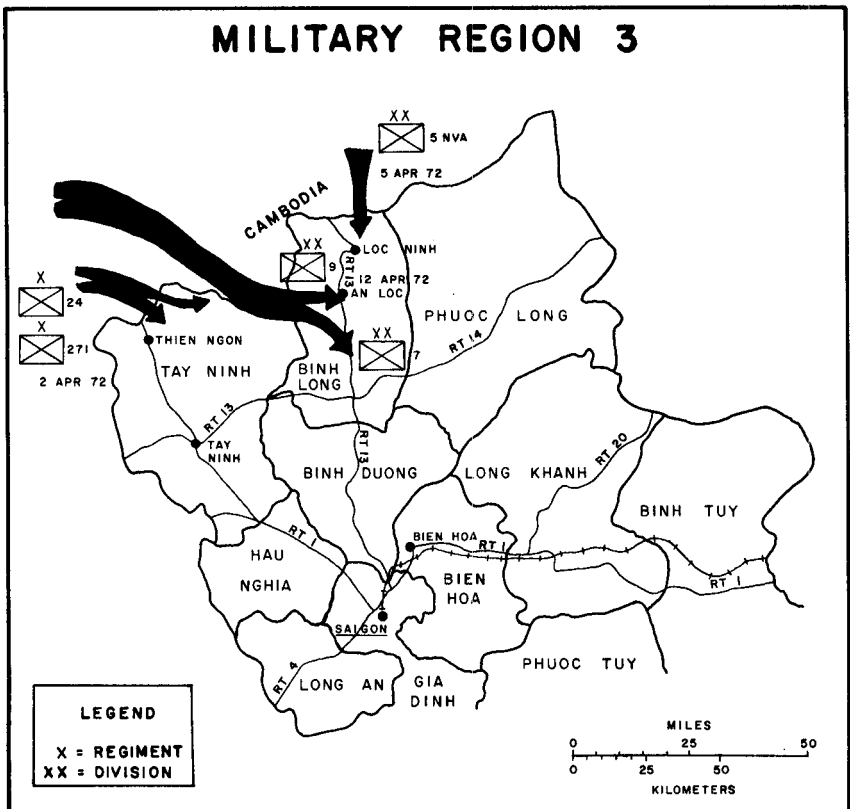 MILITARY REGION 3
XX
5 NVA
5 APR 72
CAMBODIA
LOC NINH
XX
9
RT 13
12 APR 72
AN LOC
X
24
X
271
2 APR 72
THIEN NGON
TAY NINH
PHUOC LONG
RT 14
XX
7
BINH
LONG
RT 13
TAY
NINH
RT 13
BINH DUONG
LONG KHANH
RT 20
BINH TUY
RT 1
HAU
NGHIA
BIEN HOA
RT 1
BIEN
HOA
RT 1
SAIGON
RT 4
LONG AN
GIA
DINH
PHUOC TUY
LEGEND
X = REGIMENT
XX = DIVISION
MILES
0 25 50
0 25 50
KILOMETERS